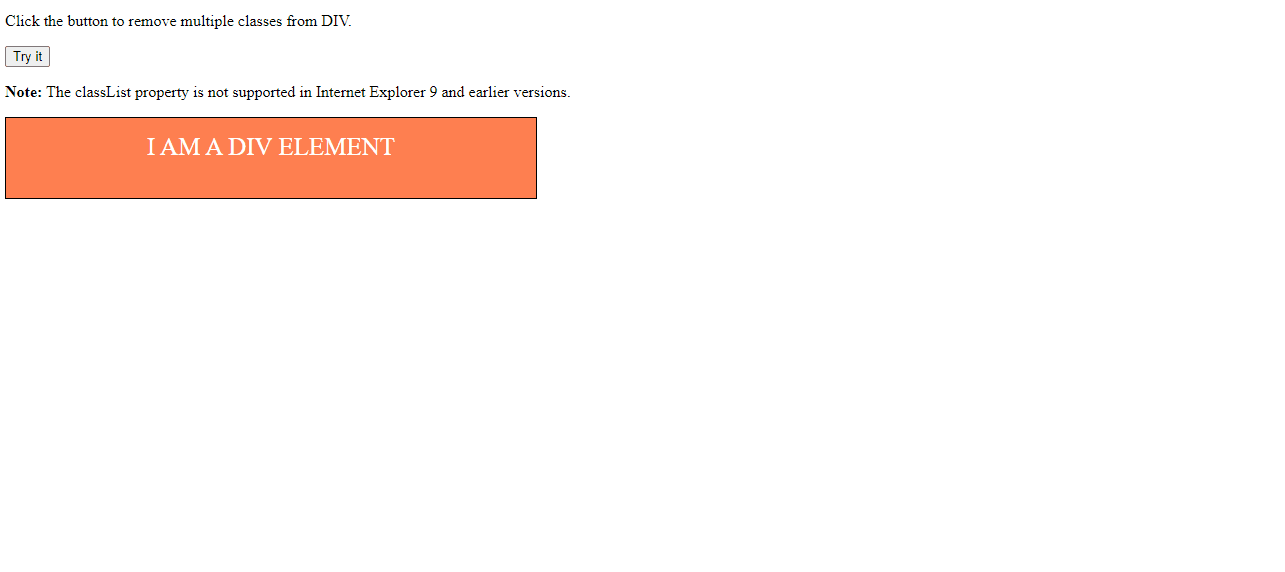 Click the button to remove multiple classes from DIV.
Try it
Note: The classList property is not supported in Internet Explorer 9 and earlier versions.
I AM A DIV ELEMENT